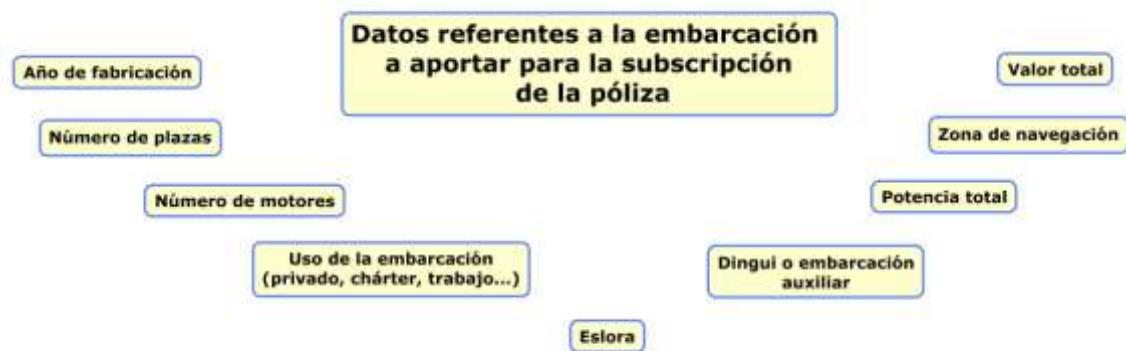 Datos referentes a la embarcación
a aportar para la subscripción
de la póliza
Año de fabricación
Valor total
Número de plazas
Zona de navegación
Número de motores
Potencia total
Uso de la embarcación
(privado, chárter, trabajo...)
Dingui o embarcación
auxiliar
Eslora